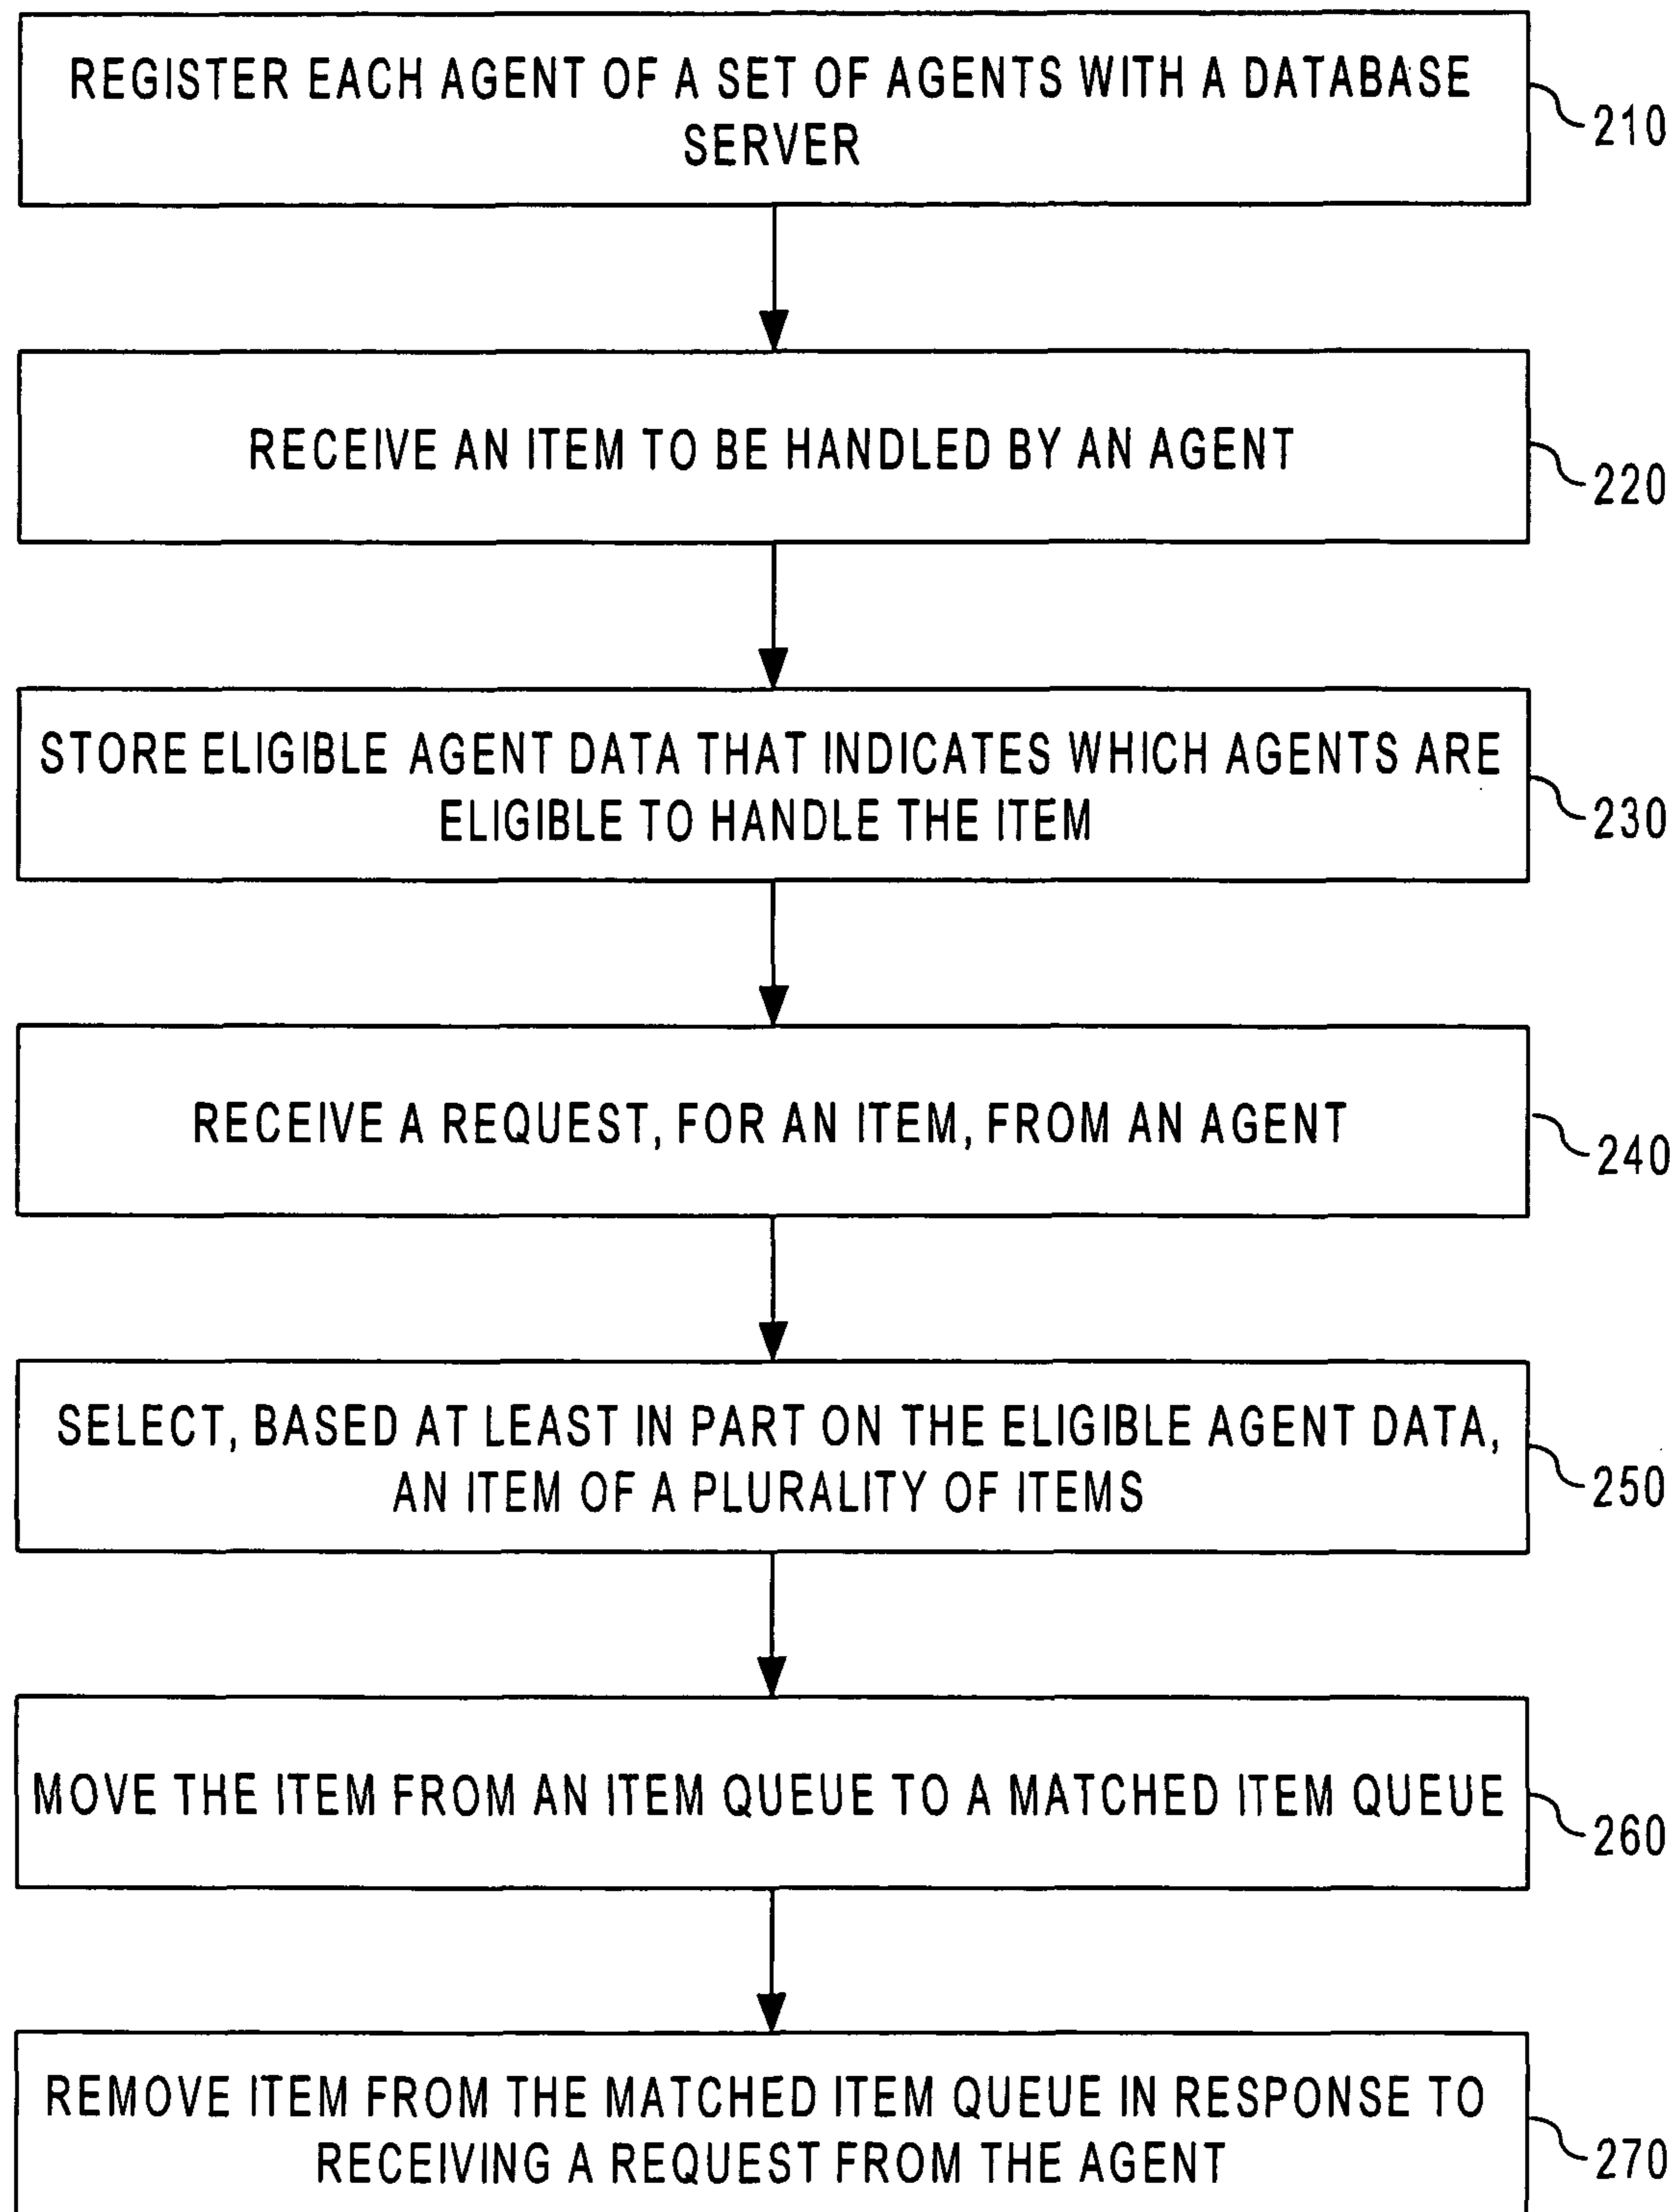 REGISTER EACH AGENT OF A SET OF AGENTS WITH A DATABASE
SERVER
210
RECEIVE AN ITEM TO BE HANDLED BY AN AGENT
220
STORE ELIGIBLE AGENT DATA THAT INDICATES WHICH AGENTS ARE
ELIGIBLE TO HANDLE THE ITEM
230
RECEIVE A REQUEST, FOR AN ITEM, FROM AN AGENT
240
SELECT, BASED AT LEAST IN PART ON THE ELIGIBLE AGENT DATA,
AN ITEM OF A PLURALITY OF ITEMS
250
MOVE THE ITEM FROM AN ITEM QUEUE TO A MATCHED ITEM QUEUE
260
REMOVE ITEM FROM THE MATCHED ITEM QUEUE IN RESPONSE TO
RECEIVING A REQUEST FROM THE AGENT
270